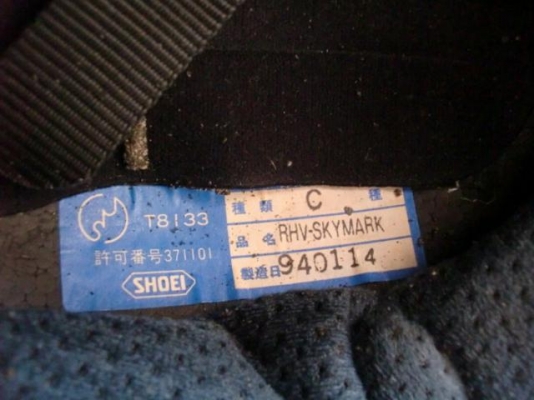 T8133
許可番号371101
SHOEI
種類 C 種
品名 RHV-SKYMARK
製造日 940114